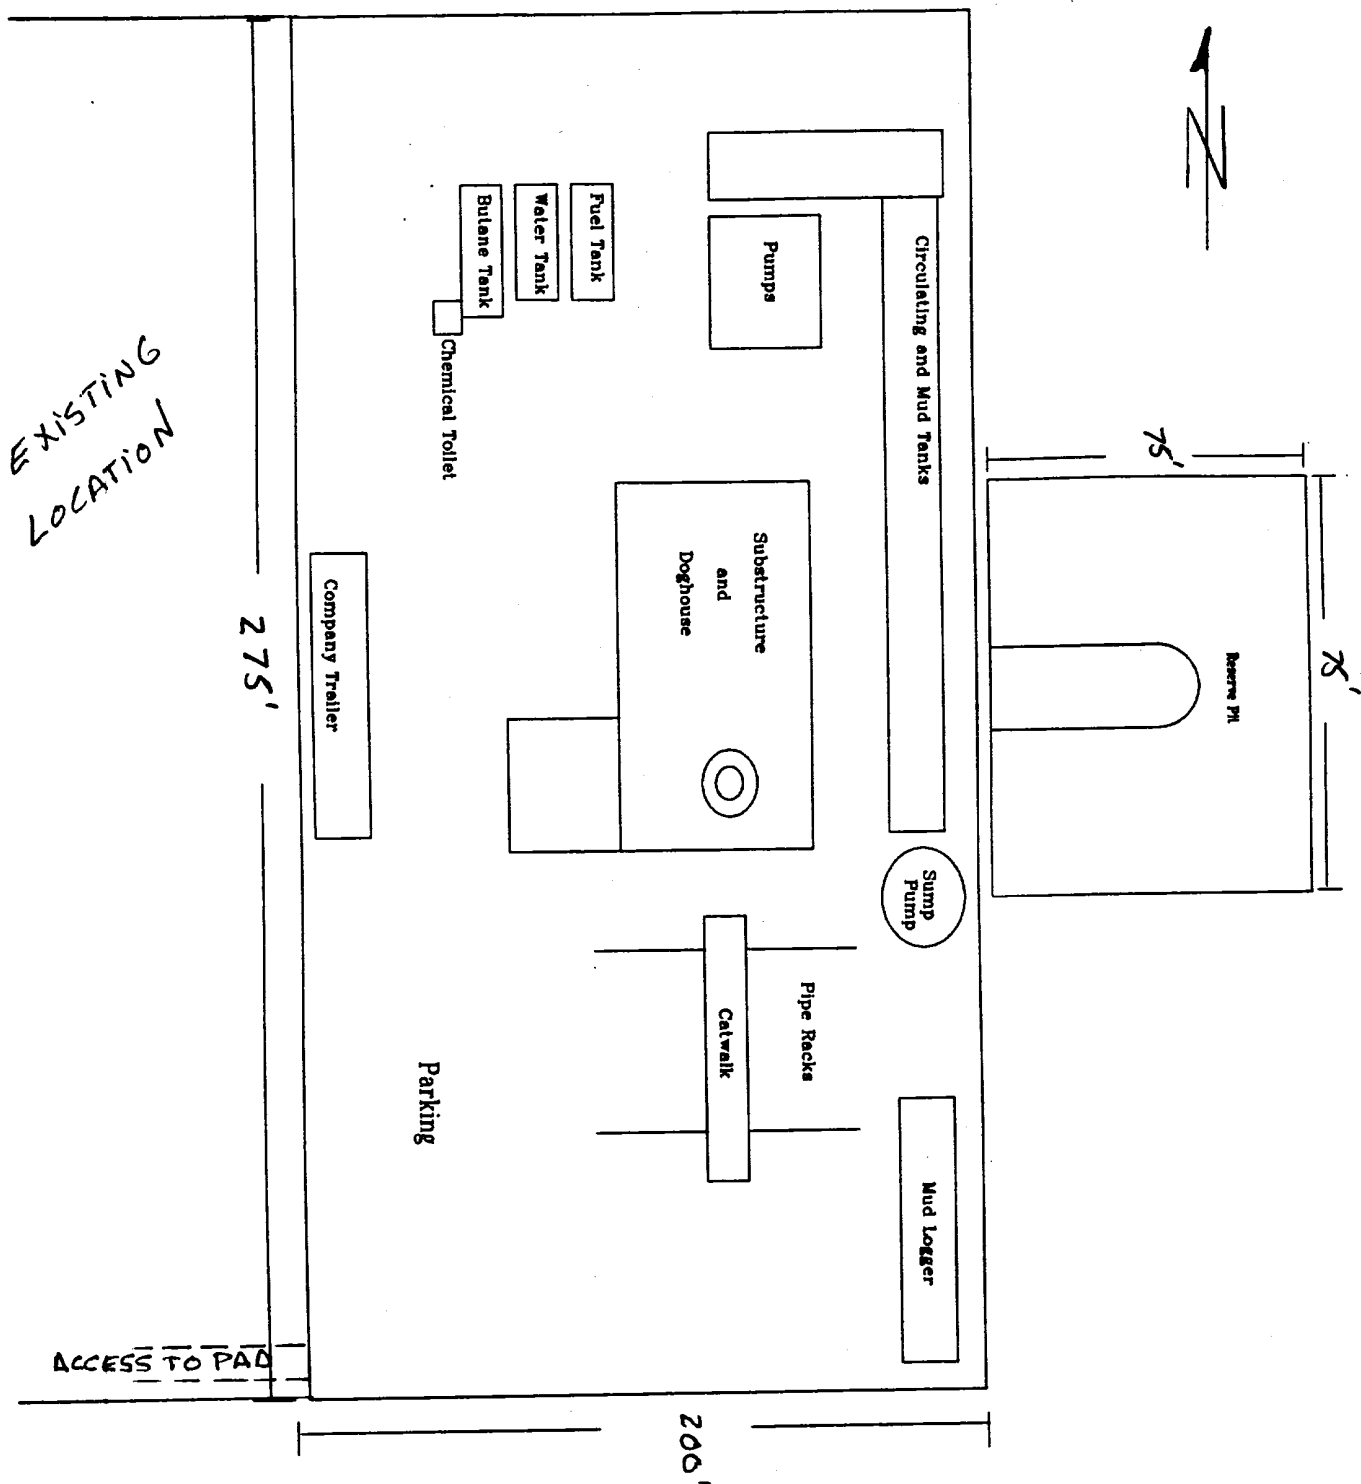 N
Fuel Tank
Water Tank
Butane Tank
Chemical Toilet
Pumps
Circulating and Mud Tanks
75'
75'
Reserve Pit
EXISTING
LOCATION
275'
Company Trailer
Substructure
and
Doghouse
Sump
Pump
Pipe Racks
Catwalk
Parking
Mud Logger
ACCESS TO PAD
200'